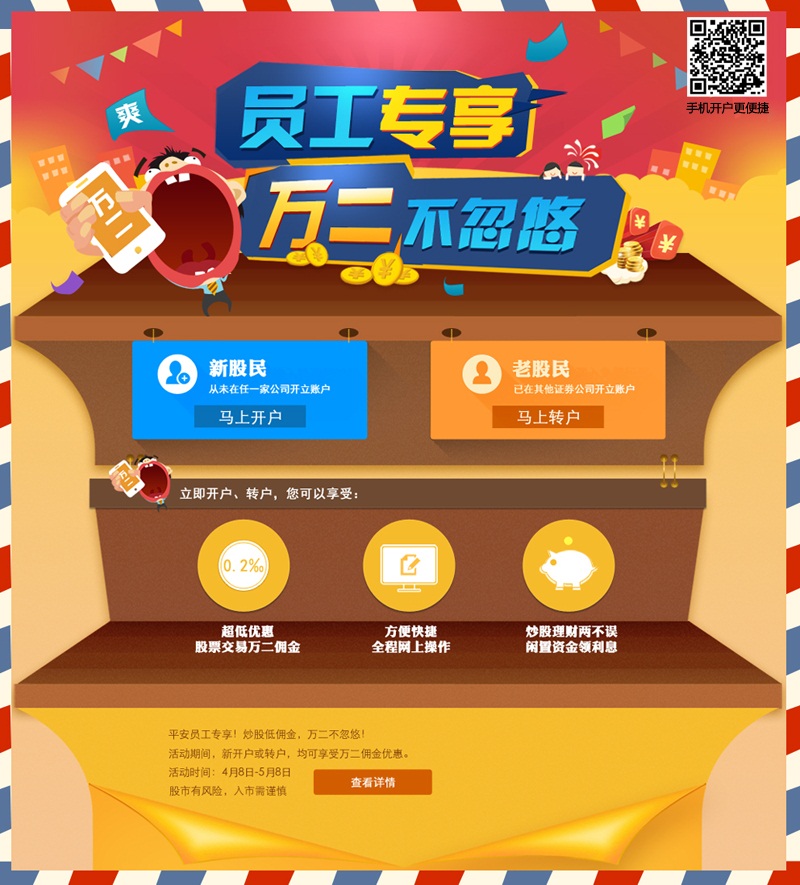 手机开户更便捷
爽
员工专享
万二
万二不忽悠
新股民
从未在任一家公司开立账户
马上开户
老股民
已在其他证券公司开立账户
马上转户
万二
立即开户、转户，您可以享受：
0.2‰
超低优惠
股票交易万二佣金
方便快捷
全程网上操作
炒股理财两不误
闲置资金领利息
平安员工专享！炒股低佣金，万二不忽悠！
活动期间，新开户或转户，均可享受万二佣金优惠。
活动时间：4月8日-5月8日
股市有风险，入市需谨慎
查看详情